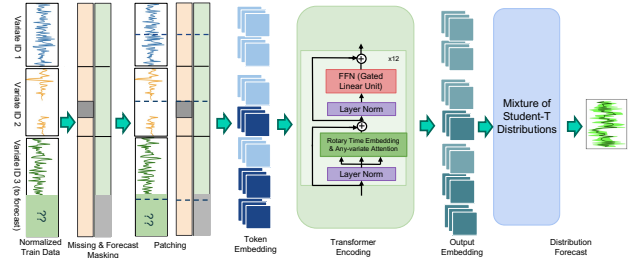 Variate ID 1
Variate ID 2
Variate ID 3 (to forecast)
??
??
x12
FFN (Gated
Linear Unit)
Layer Norm
Rotary Time Embedding
& Any-variate Attention
Layer Norm
Mixture of
Student-T
Distributions
Normalized
Train Data
Missing & Forecast
Masking
Patching
Token
Embedding
Transformer
Encoding
Output
Embedding
Distribution
Forecast